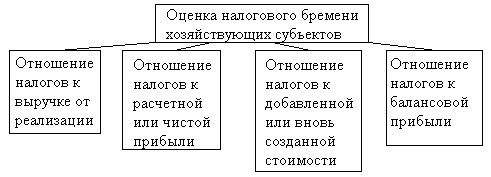 Оценка налогового бремени
хозяйствующих субъектов
Отношение
налогов к
выручке от
реализации
Отношение
налогов к
расчетной
или чистой
прибыли
Отношение
налогов к
добавленной
или вновь
созданной
стоимости
Отношение
налогов к
балансовой
прибыли